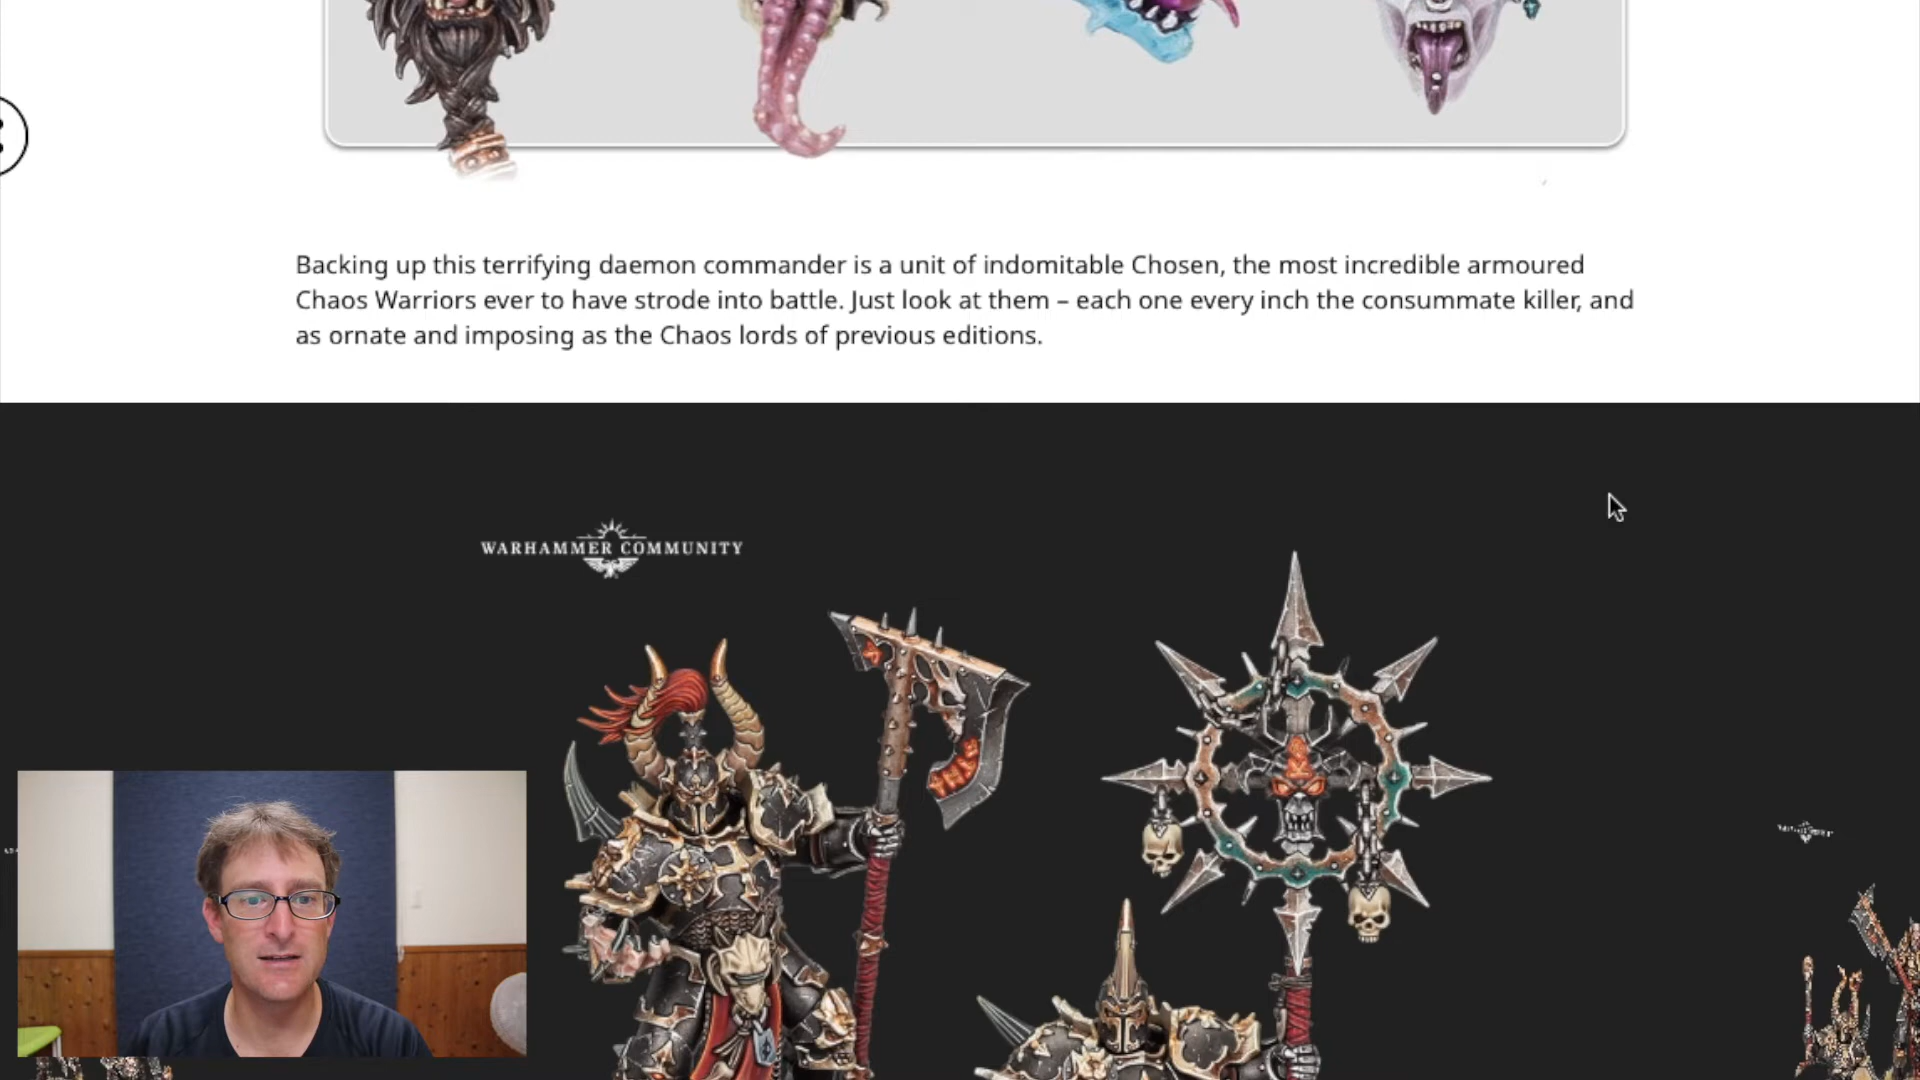 Backing up this terrifying daemon commander is a unit of indomitable Chosen, the most incredible armoured
Chaos Warriors ever to have strode into battle. Just look at them – each one every inch the consummate killer, and
as ornate and imposing as the Chaos lords of previous editions.
WARHAMMER COMMUNITY